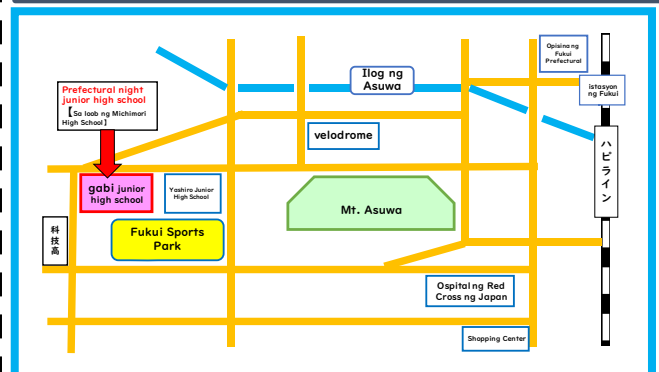 Opisina ng
Fukui
Prefectural
Ilog ng
Asuwa
istasyon
ng Fukui
Prefectural night
junior high school
【Sa loob ng Michimori
High School】
velodrome
ハピライン
gabi junior
high school
Yashiro Junior
High School
Mt. Asuwa
科技高
Fukui Sports
Park
Ospital ng Red
Cross ng Japan
Shopping Center